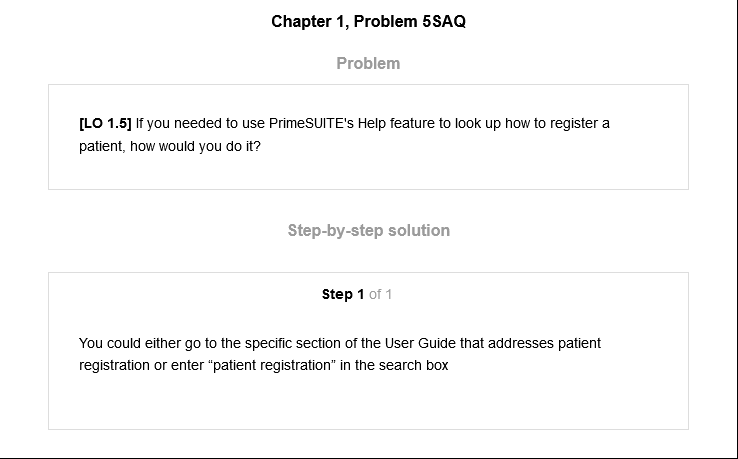 Chapter 1, Problem 5SAQ
Problem
[LO 1.5] If you needed to use PrimeSUITE's Help feature to look up how to register a
patient, how would you do it?
Step-by-step solution
Step 1 of 1
You could either go to the specific section of the User Guide that addresses patient
registration or enter “patient registration” in the search box